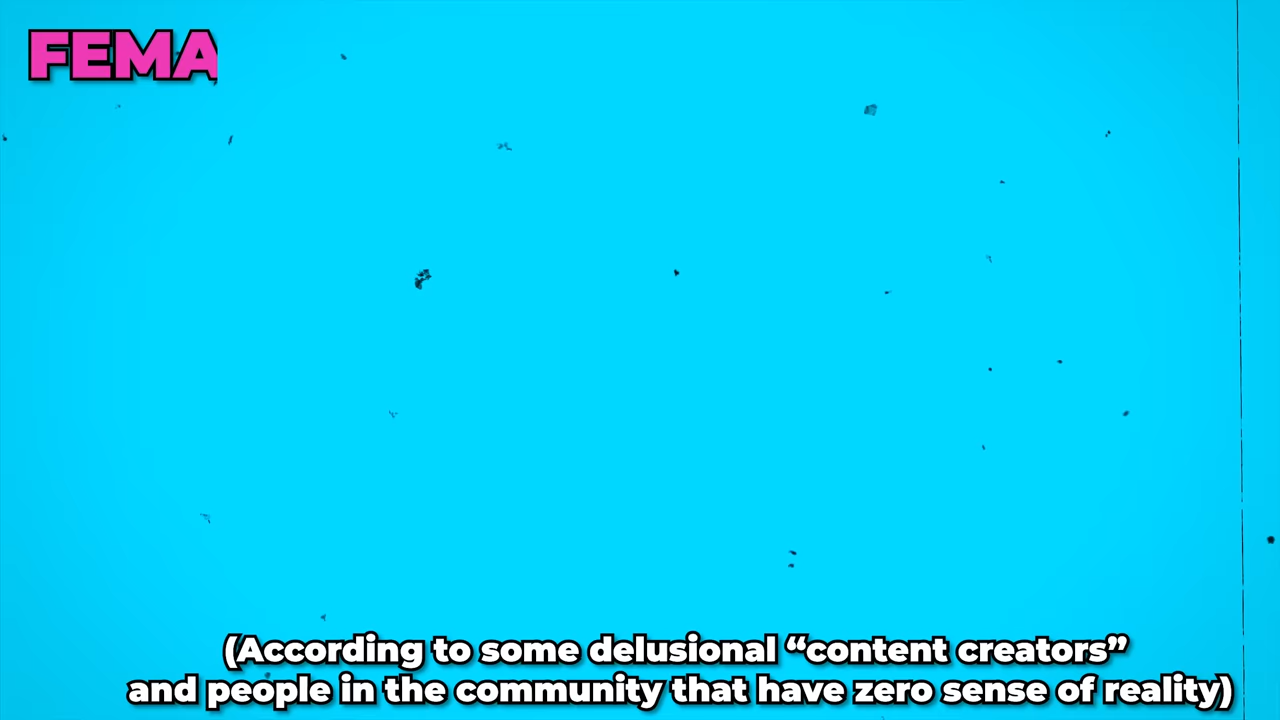 FEMA
(According to some delusional “content creators”
and people in the community that have zero sense of reality)